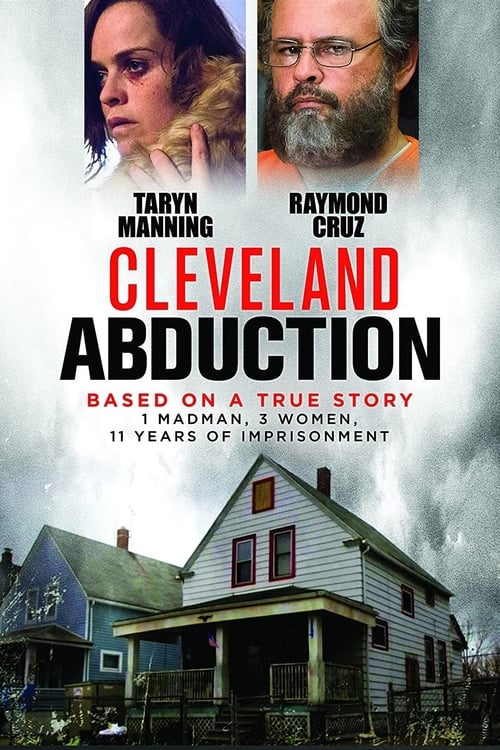 TARYN
MANNING
RAYMOND
CRUZ
CLEVELAND
ABDUCTION
BASED ON A TRUE STORY
1 MADMAN, 3 WOMEN,
11 YEARS OF IMPRISONMENT